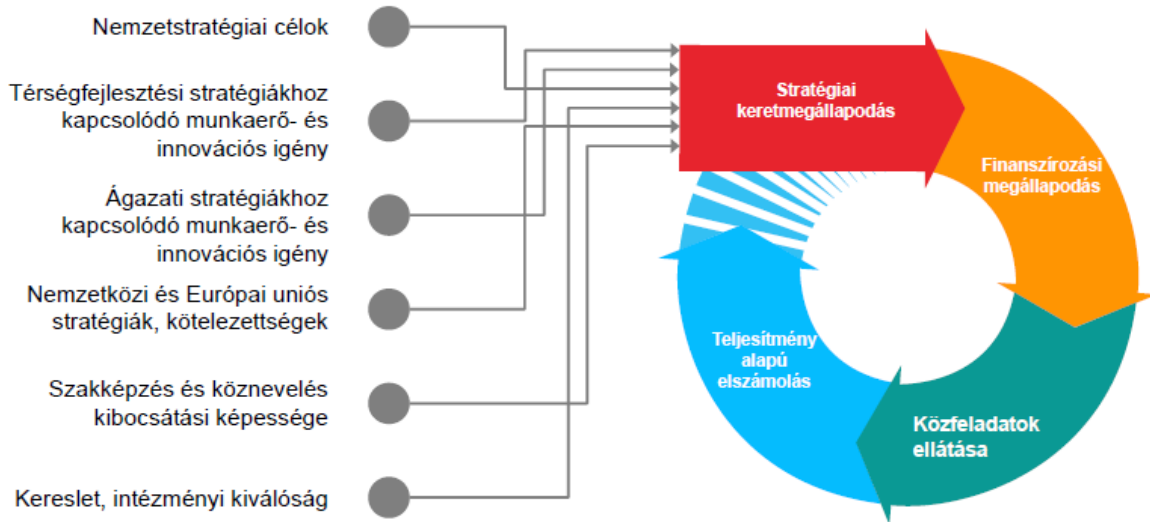 Nemzetstratégiai célok
Térségfejlesztési stratégiákhoz
kapcsolódó munkaerő- és
innovációs igény
Ágazati stratégiákhoz
kapcsolódó munkaerő- és
innovációs igény
Nemzetközi és Európai uniós
stratégiák, kötelezettségek
Szakképzés és köznevelés
kibocsátási képessége
Kereslet, intézményi kiválóság
Stratégiai
keretmegállapodás
Finanszírozási
megállapodás
Közfeladatok
ellátása
Teljesítmény
alapú
elszámolás